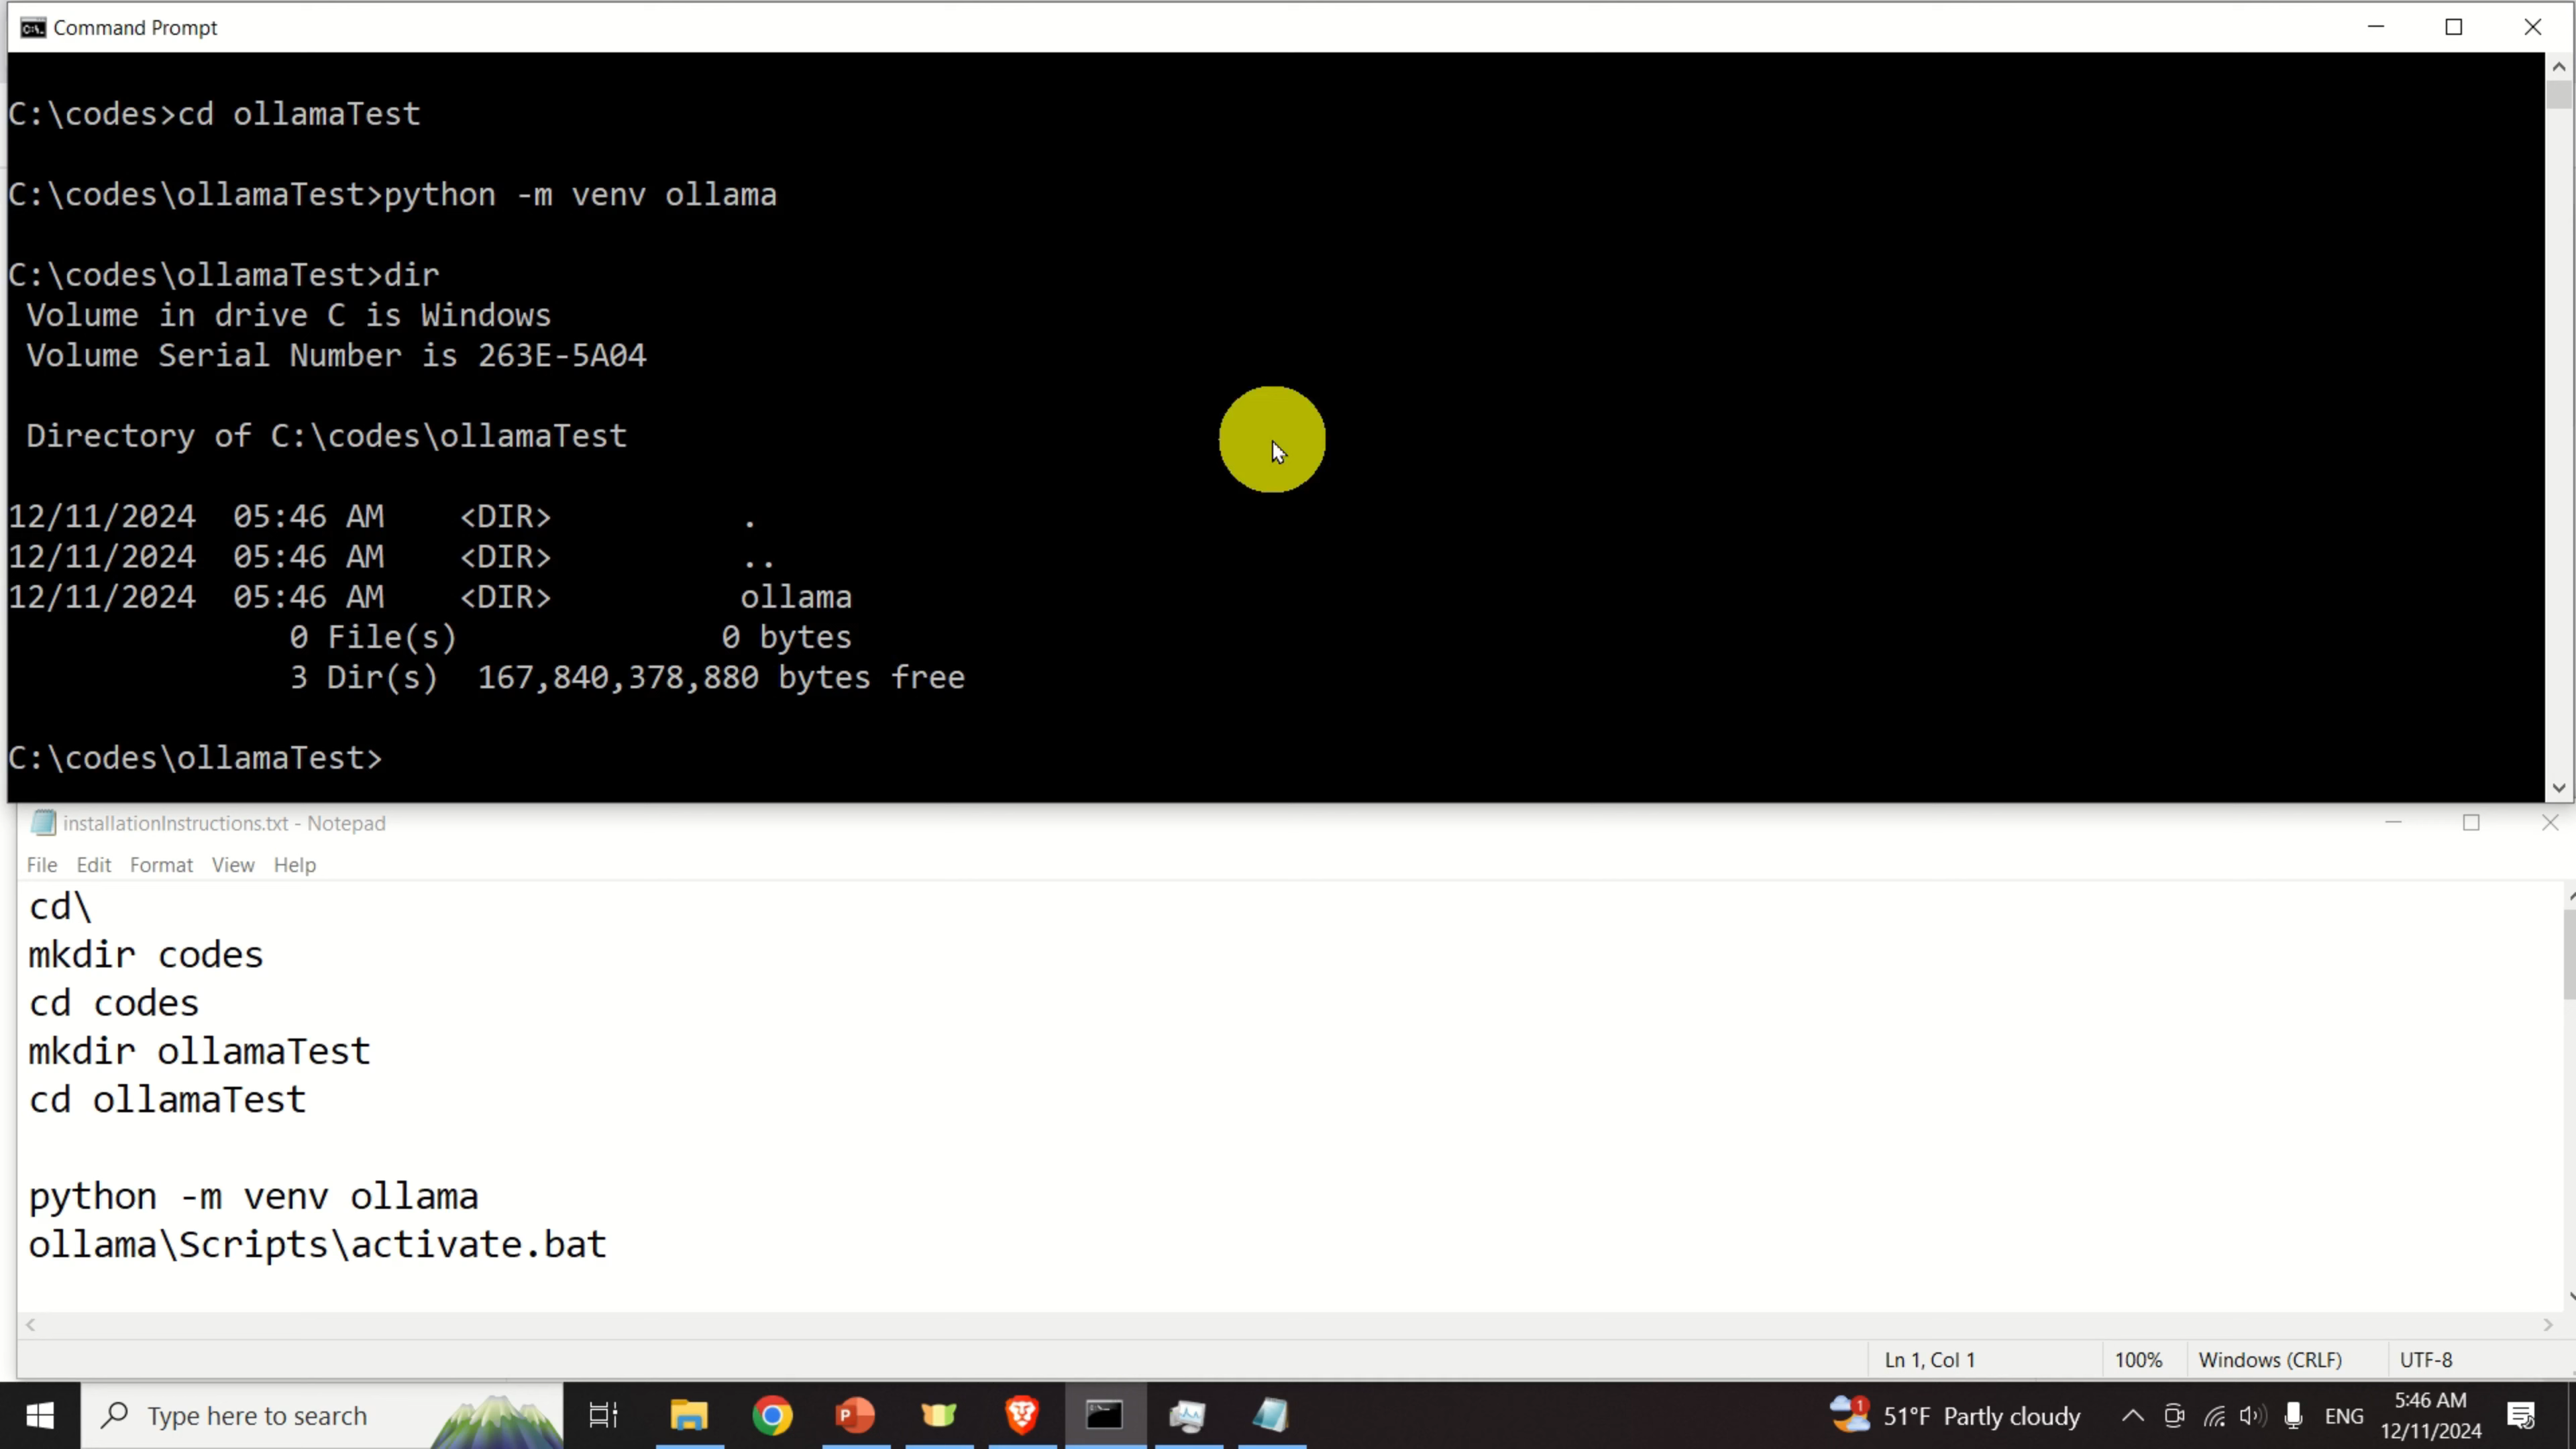 Command Prompt
C:\codes>cd ollamaTest
C:\codes\ollamaTest>python -m venv ollama
C:\codes\ollamaTest>dir
Volume in drive C is Windows
Volume Serial Number is 263E-5A04
Directory of C:\codes\ollamaTest
12/11/2024  05:46 AM    <DIR>          .
12/11/2024  05:46 AM    <DIR>          ..
12/11/2024  05:46 AM    <DIR>          ollama
0 File(s)              0 bytes
3 Dir(s)  167,840,378,880 bytes free
C:\codes\ollamaTest>
installationInstructions.txt - Notepad
File Edit Format View Help
cd\
mkdir codes
cd codes
mkdir ollamaTest
cd ollamaTest
python -m venv ollama
ollama\Scripts\activate.bat
Ln 1, Col 1 100% Windows (CRLF) UTF-8
Type here to search
1 51°F Partly cloudy ENG 5:46 AM
12/11/2024